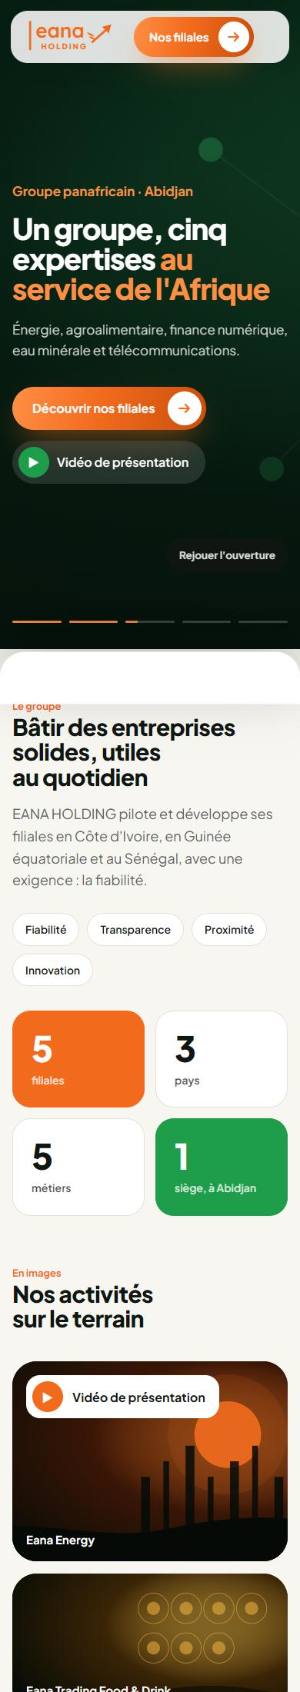 eana
HOLDING
Nos filiales
Groupe panafricain · Abidjan
Un groupe, cinq
expertises au
service de l'Afrique
Énergie, agroalimentaire, finance numérique,
eau minérale et télécommunications.
Découvrir nos filiales
Vidéo de présentation
Rejouer l'ouverture
Le groupe
Bâtir des entreprises
solides, utiles
au quotidien
EANA HOLDING pilote et développe ses
filiales en Côte d'Ivoire, en Guinée
équatoriale et au Sénégal, avec une
exigence : la fiabilité.
Fiabilité
Transparence
Proximité
Innovation
5
filiales
3
pays
5
métiers
1
siège, à Abidjan
En images
Nos activités
sur le terrain
Vidéo de présentation
Eana Energy
Eana Trading Food & Drink